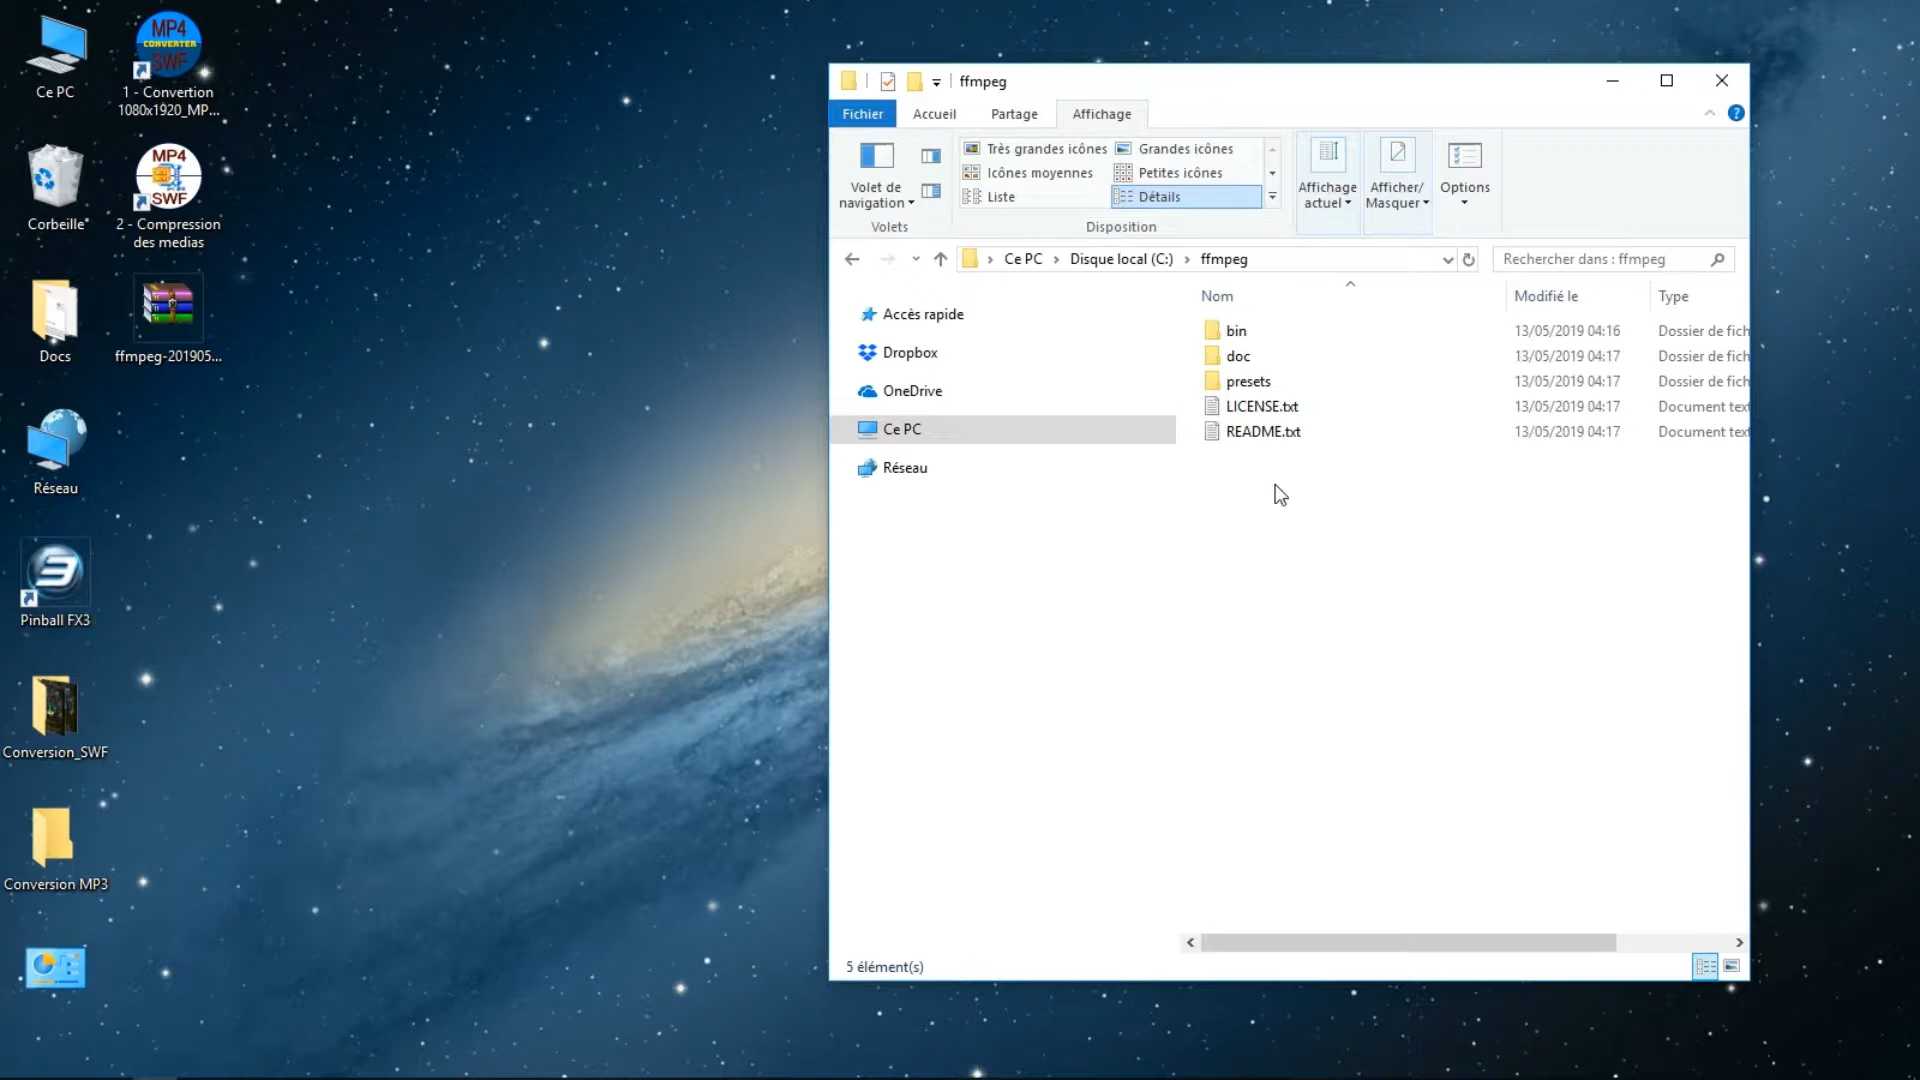 Ce PC
MP4
CONVERTER
SWF
1 - Convertion
1080x1920_MP...
Corbeille
MP4
SWF
2 - Compression
des medias
Docs
ffmpeg-201905...
Réseau
Pinball FX3
Conversion_SWF
Conversion MP3
ffmpeg
Fichier
Accueil
Partage
Affichage
Volet de
navigation
Très grandes icônes
Grandes icônes
Icônes moyennes
Petites icônes
Liste
Détails
Affichage
actuel
Afficher/
Masquer
Options
Volets
Disposition
Ce PC
Disque local (C:)
ffmpeg
Rechercher dans : ffmpeg
Accès rapide
Dropbox
OneDrive
Ce PC
Réseau
Nom
Modifié le
Type
bin
13/05/2019 04:16
Dossier de fich
doc
13/05/2019 04:17
Dossier de fich
presets
13/05/2019 04:17
Dossier de fich
LICENSE.txt
13/05/2019 04:17
Document text
README.txt
13/05/2019 04:17
Document text
5 élément(s)